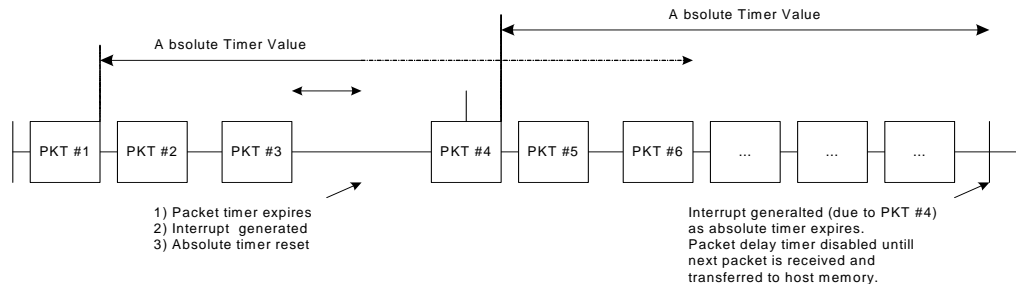 A bsolute Timer Value
A bsolute Timer Value
PKT #1
PKT #2
PKT #3
PKT #4
PKT #5
PKT #6
...
...
...
1) Packet timer expires
2) Interrupt generated
3) Absolute timer reset
Interrupt generalted (due to PKT #4)
as absolute timer expires.
Packet delay timer disabled untill
next packet is received and
transferred to host memory.